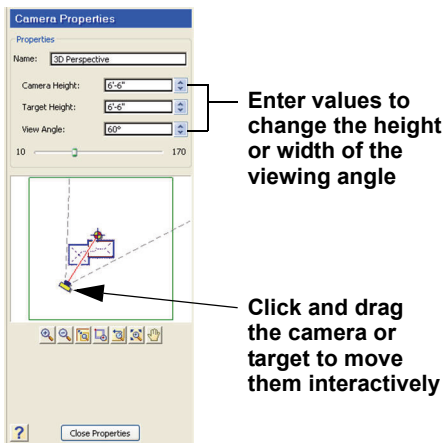 Camera Properties
Properties
Name: 3D Perspective
Camera Height: 6'-6"
Target Height: 6'-6"
View Angle: 60°
10 170
Enter values to
change the height
or width of the
viewing angle
Click and drag
the camera or
target to move
them interactively
? Close Properties